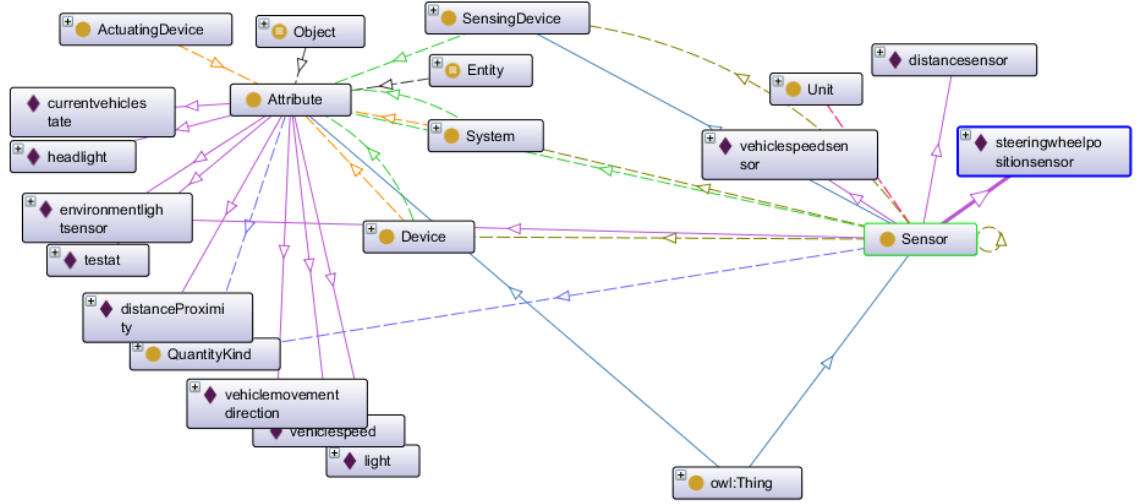 ActuatingDevice
Object
SensingDevice
distancesensor
Entity
Unit
Attribute
currentvehicles
tate
System
vehiclespeedsen
sor
steeringwheelpo
sitionsensor
headlight
environmentligh
tsensor
Device
Sensor
testat
distanceProximi
ty
QuantityKind
vehiclemovement
direction
vehiclespeed
light
owl:Thing